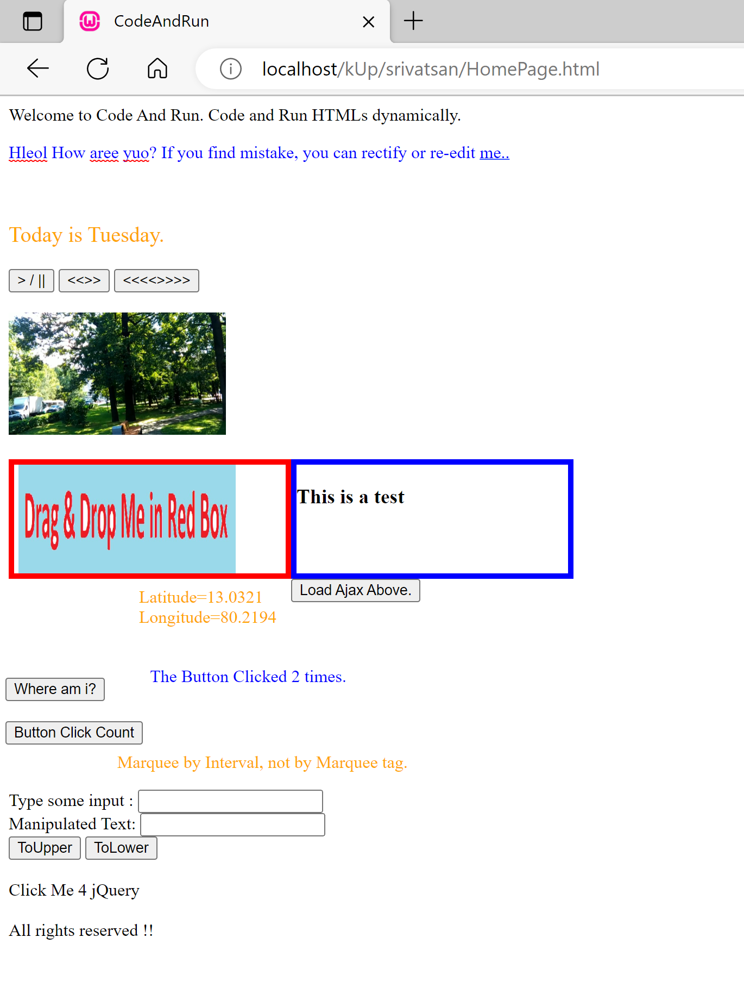 CodeAndRun
localhost/kUp/srivatsan/HomePage.html
Welcome to Code And Run. Code and Run HTMLs dynamically.
Hleol How aree yuo? If you find mistake, you can rectify or re-edit me..
Today is Tuesday.
> / || <<>> <<<<>>>>
Drag & Drop Me in Red Box
This is a test
Load Ajax Above.
Latitude=13.0321
Longitude=80.2194
The Button Clicked 2 times.
Where am i?
Button Click Count
Marquee by Interval, not by Marquee tag.
Type some input :
Manipulated Text:
ToUpper ToLower
Click Me 4 jQuery
All rights reserved !!